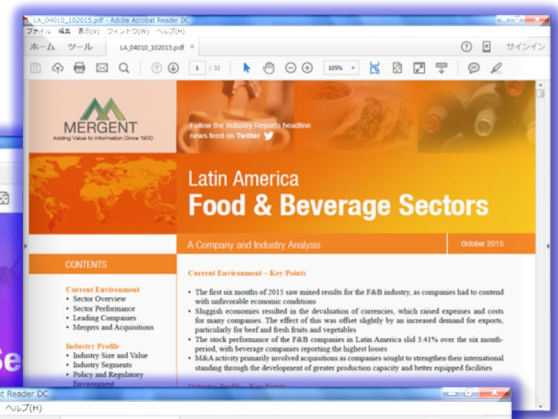 LA_04010_102015.pdf - Adobe Acrobat Reader DC
ファイル 編集 表示(V) ウィンドウ(W) ヘルプ(H)
ホーム ツール LA_04010_102015.pdf × サインイン
1 / 32 105%
MERGENT
Adding Value to Information Since 1900
Follow the Industry Reports headline
news feed on Twitter
Latin America
Food & Beverage Sectors
A Company and Industry Analysis October 2015
CONTENTS
Current Environment
• Sector Overview
• Sector Performance
• Leading Companies
• Mergers and Acquisitions
Industry Profile
• Industry Size and Value
• Industry Segments
• Policy and Regulatory
Environment
Current Environment – Key Points
• The first six months of 2015 saw mixed results for the F&B industry, as companies had to contend
with unfavorable economic conditions
• Sluggish economies resulted in the devaluation of currencies, which raised expenses and costs
for many companies. The effect of this was offset slightly by an increased demand for exports,
particularly for beef and fresh fruits and vegetables
• The stock performance of the F&B companies in Latin America slid 3.41% over the six month-
period, with beverage companies reporting the highest losses
• M&A activity primarily involved acquisitions as companies sought to strengthen their international
standing through the development of greater production capacity and better equipped facilities
Industry Profile – Key Points
Se
at Reader DC
ヘルプ(H)